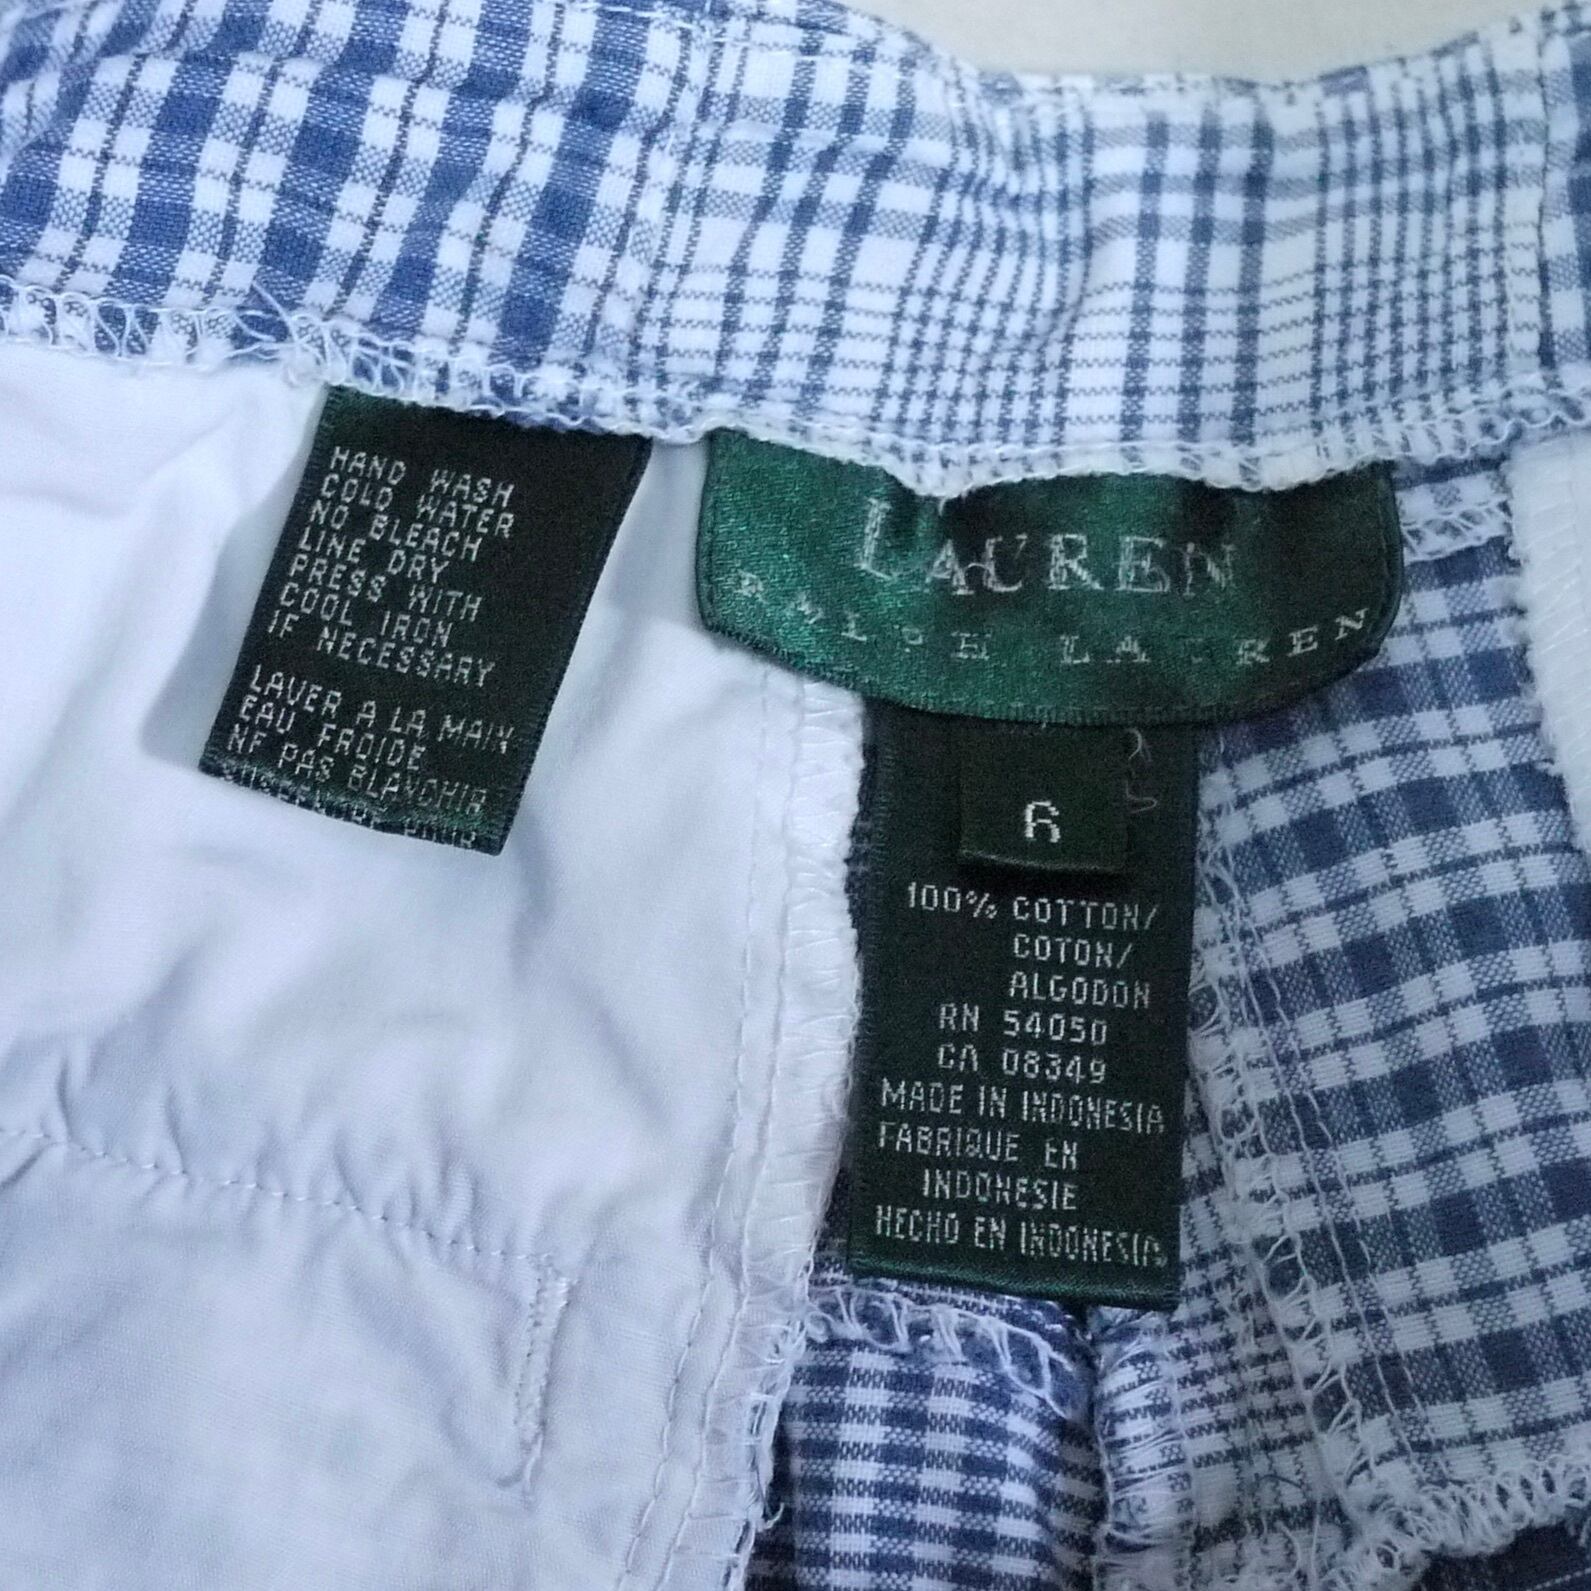 HAND WASH
COLD WATER
NO BLEACH
LINE DRY
PRESS WITH
COOL IRON
IF NECESSARY
LAVER A LA MAIN
EAU FROIDE
NE PAS BLANCHIR
LAUREN
RALPH LAUREN
6
100% COTTON/
COTON/
ALGODON
RN 54050
CA 08349
MADE IN INDONESIA
FABRIQUE EN
INDONESIE
HECHO EN INDONESIA